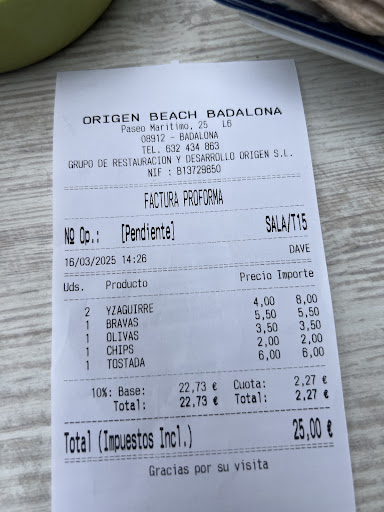 ORIGEN BEACH BADALONA
Paseo Maritimo, 25 L6
08912 - BADALONA
TEL. 632 434 863
GRUPO DE RESTAURACION Y DESARROLLO ORIGEN S.L.
NIF : B13729850
FACTURA PROFORMA
Nº Op.: [Pendiente] SALA/T15
16/03/2025 14:26 DAVE
Uds. Producto Precio Importe
2 YZAGUIRRE 4,00 8,00
1 BRAVAS 5,50 5,50
1 OLIVAS 3,50 3,50
1 CHIPS 2,00 2,00
1 TOSTADA 6,00 6,00
10%: Base: 22,73 € Cuota: 2,27 €
Total: 22,73 € Total: 2,27 €
Total (Impuestos Incl.) 25,00 €
Gracias por su visita